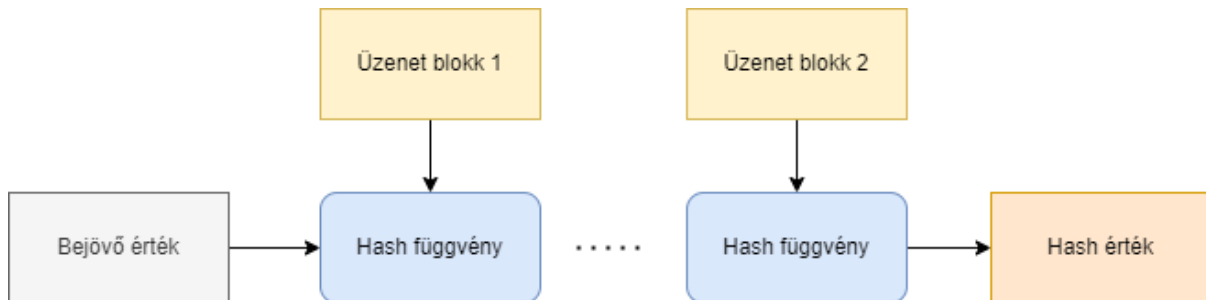 Üzenet blokk 1
Üzenet blokk 2
Bejövő érték
Hash függvény
.....
Hash függvény
Hash érték